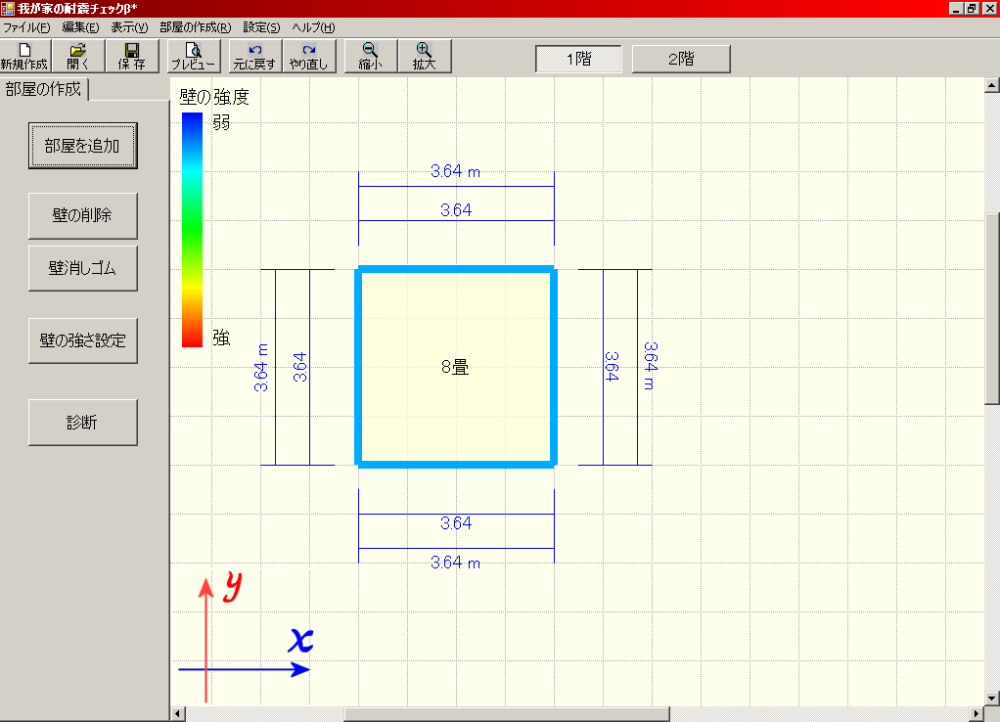 我が家の耐震チェックβ*
ファイル(F) 編集(E) 表示(V) 部屋の作成(R) 設定(S) ヘルプ(H)
新規作成 開く 保存 プレビュー 元に戻す やり直し 縮小 拡大 1階 2階
部屋の作成
部屋を追加
壁の削除
壁消しゴム
壁の強さ設定
診断
壁の強度
弱
強
3.64 m
3.64
3.64 m
3.64
8畳
3.64
3.64 m
3.64
3.64 m
y
x